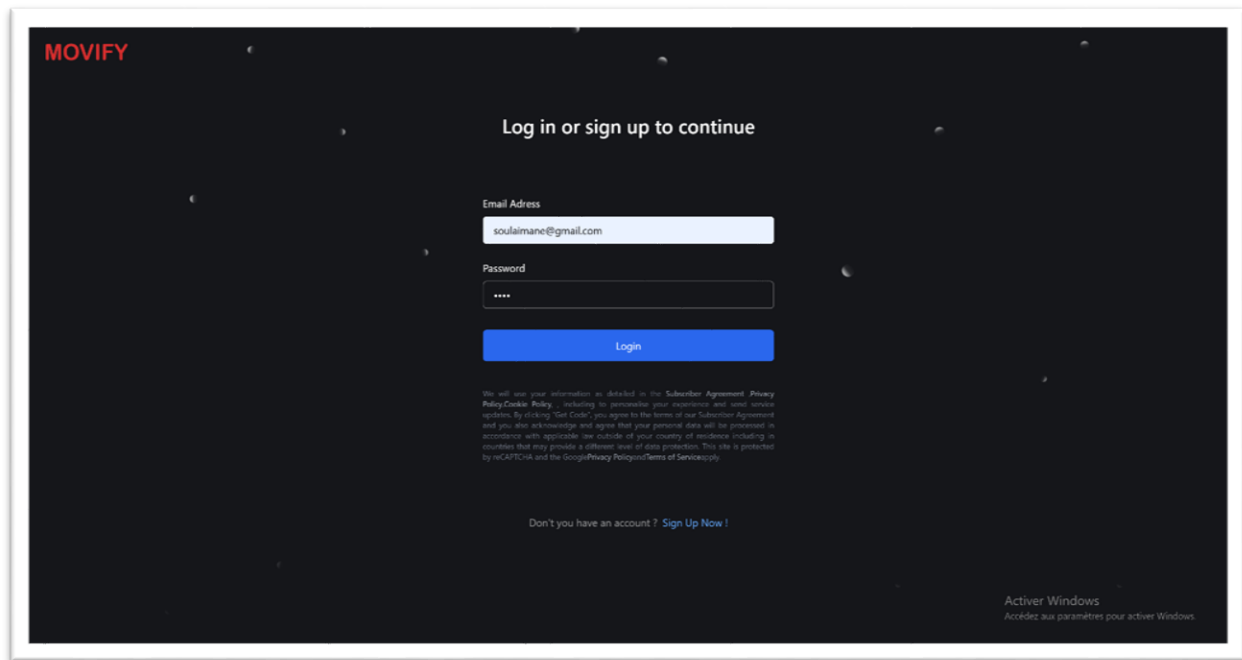 MOVIFY
Log in or sign up to continue
Email Adress
soulaimane@gmail.com
Password
••••
Login
We will use your information as detailed in the Subscriber Agreement ,Privacy
Policy,Cookie Policy, , including to personalise your experience and send service
updates. By clicking "Get Code", you agree to the terms of our Subscriber Agreement
and you also acknowledge and agree that your personal data will be processed in
accordance with applicable law outside of your country of residence including in
countries that may provide a different level of data protection. This site is protected
by reCAPTCHA and the GooglePrivacy PolicyandTerms of Serviceapply
Don't you have an account ? Sign Up Now !
Activer Windows
Accédez aux paramètres pour activer Windows.